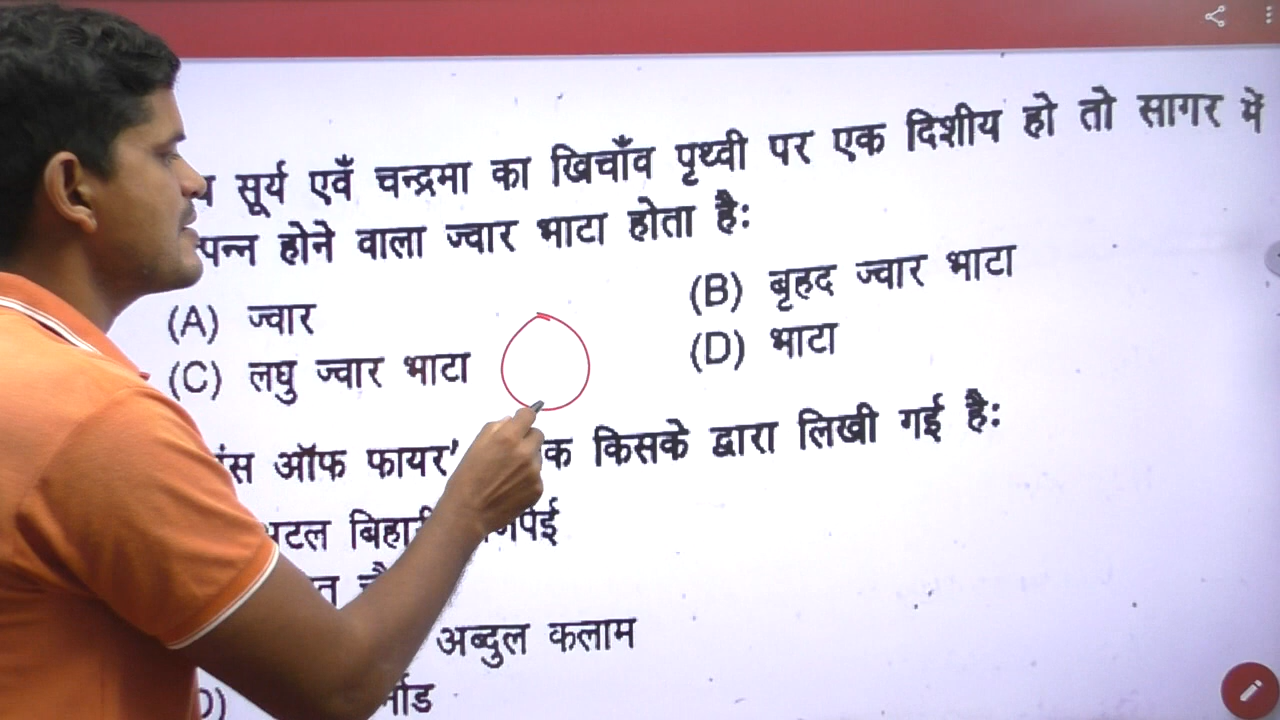 सूर्य एवँ चन्द्रमा का खिचाँव पृथ्वी पर एक दिशीय हो तो सागर में
होने वाला ज्वार भाटा होता है:
(A) ज्वार
(B) बृहद ज्वार भाटा
(C) लघु ज्वार भाटा
(D) भाटा
ऑफ फायर' किसके द्वारा लिखी गई है:
अब्दुल कलाम